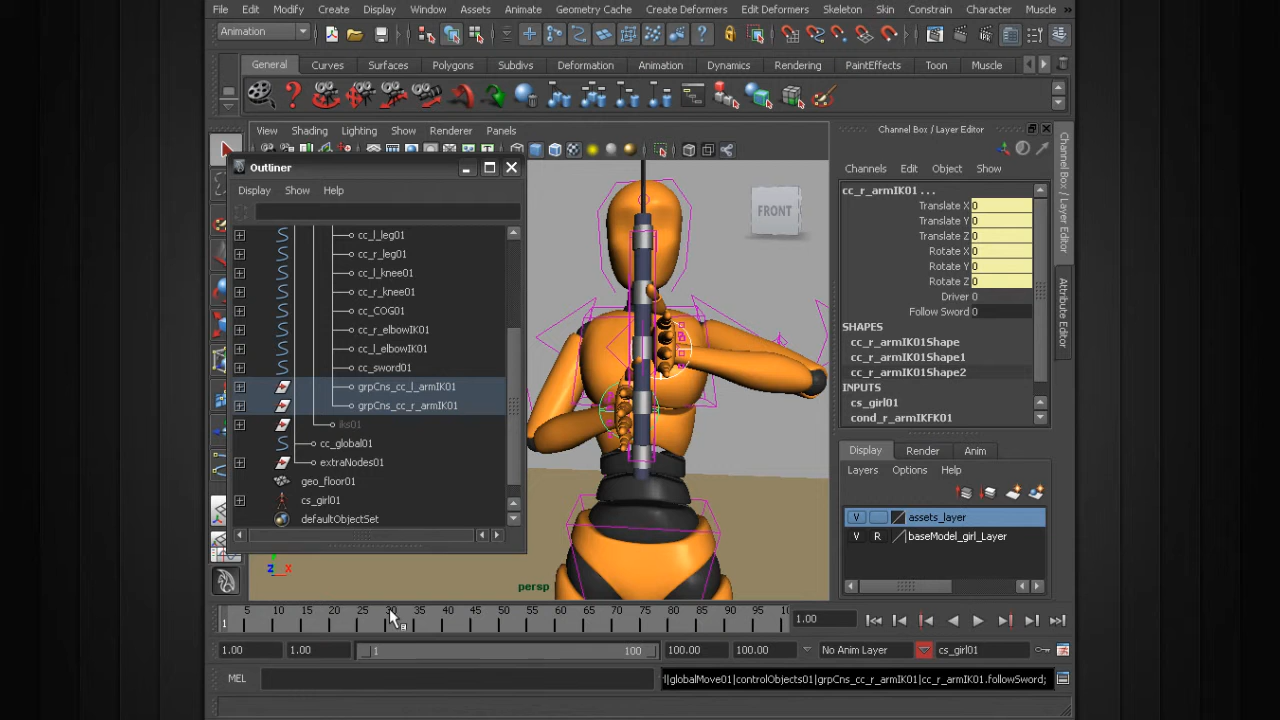 File Edit Modify Create Display Window Assets Animate Geometry Cache Create Deformers Edit Deformers Skeleton Skin Constrain Character Muscle »
Animation
General Curves Surfaces Polygons Subdivs Deformation Animation Dynamics Rendering PaintEffects Toon Muscle
View Shading Lighting Show Renderer Panels
Outliner
Display Show Help
cc_l_leg01
cc_r_leg01
cc_l_knee01
cc_r_knee01
cc_COG01
cc_r_elbowIK01
cc_l_elbowIK01
cc_sword01
grpCns_cc_l_armIK01
grpCns_cc_r_armIK01
iks01
cc_global01
extraNodes01
geo_floor01
cs_girl01
defaultObjectSet
FRONT
persp
Z X
Channel Box / Layer Editor
Channels Edit Object Show
cc_r_armIK01 ...
Translate X 0
Translate Y 0
Translate Z 0
Rotate X 0
Rotate Y 0
Rotate Z 0
Driver 0
Follow Sword 0
SHAPES
cc_r_armIK01Shape
cc_r_armIK01Shape1
cc_r_armIK01Shape2
INPUTS
cs_girl01
cond_r_armIKFK01
Display Render Anim
Layers Options Help
V assets_layer
V R baseModel_girl_Layer
Channel Box / Layer Editor
Attribute Editor
1 5 10 15 20 25 30 35 40 45 50 55 60 65 70 75 80 85 90 95 10 1.00
1.00 1.00 1 100 100.00 100.00 No Anim Layer cs_girl01
MEL l|globalMove01|controlObjects01|grpCns_cc_r_armIK01|cc_r_armIK01.followSword;